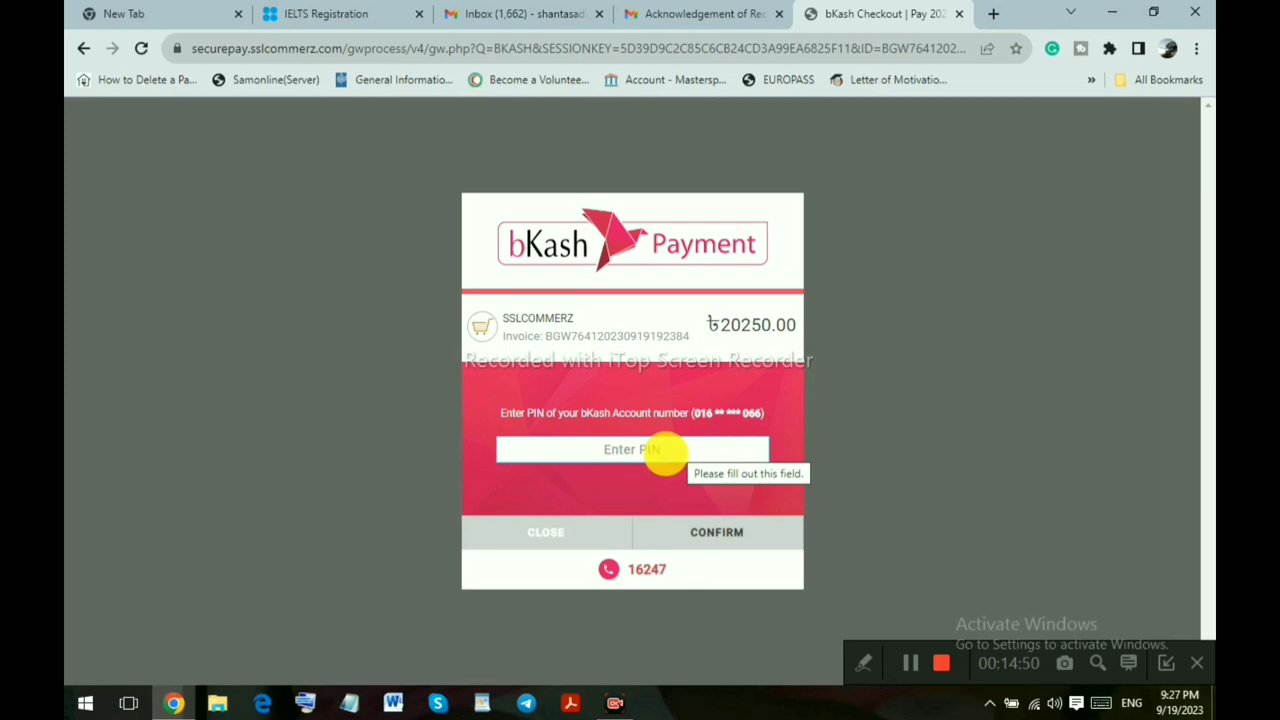 New Tab
IELTS Registration
Inbox (1,662) - shantasad
Acknowledgement of Rec
bKash Checkout | Pay 202
securepay.sslcommerz.com/gwprocess/v4/gw.php?Q=BKASH&SESSIONKEY=5D39D9C2C85C6CB24CD3A99EA6825F11&ID=BGW7641202...
How to Delete a Pa...
Samonline(Server)
General Informatio...
Become a Voluntee...
Account - Mastersp...
EUROPASS
Letter of Motivatio...
»
All Bookmarks
bKash Payment
SSLCOMMERZ
৳20250.00
Invoice: BGW764120230919192384
Recorded with iTop Screen Recorder
Enter PIN of your bKash Account number (016 ** *** 066)
Enter PIN
Please fill out this field.
CLOSE
CONFIRM
16247
Activate Windows
Go to Settings to activate Windows.
00:14:50
ENG
9:27 PM
9/19/2023